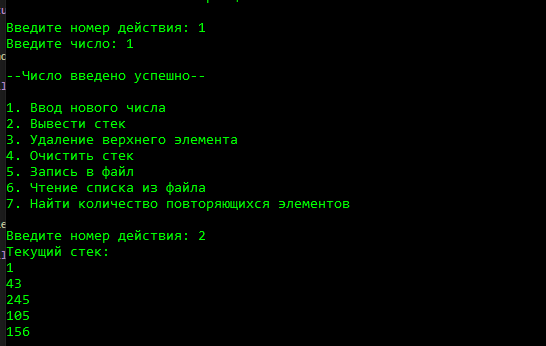 Введите номер действия: 1
Введите число: 1
--Число введено успешно--
1. Ввод нового числа
2. Вывести стек
3. Удаление верхнего элемента
4. Очистить стек
5. Запись в файл
6. Чтение списка из файла
7. Найти количество повторяющихся элементов
Введите номер действия: 2
Текущий стек:
1
43
245
105
156